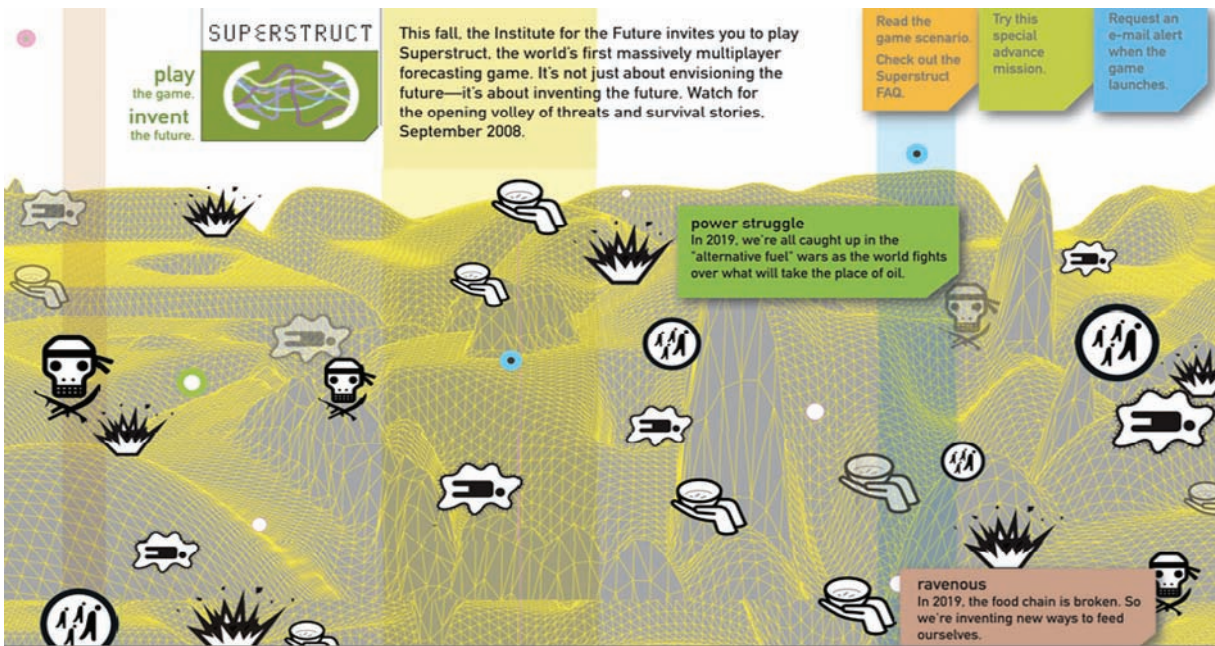 SUPERSTRUCT
play
the game.
invent
the future.
This fall, the Institute for the Future invites you to play
Superstruct, the world's first massively multiplayer
forecasting game. It's not just about envisioning the
future—it's about inventing the future. Watch for
the opening volley of threats and survival stories,
September 2008.
Read the
game scenario.
Check out the
Superstruct
FAQ.
Try this
special
advance
mission.
Request an
e-mail alert
when the
game
launches.
power struggle
In 2019, we're all caught up in the
"alternative fuel" wars as the world fights
over what will take the place of oil.
ravenous
In 2019, the food chain is broken. So
we're inventing new ways to feed
ourselves.